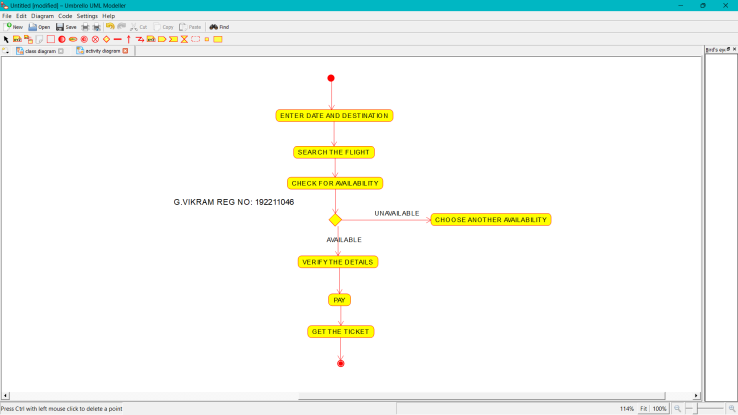 Untitled [modified] – Umbrello UML Modeller
File Edit Diagram Code Settings Help
New Open Save Cut Copy Paste Find
class diagram activity diagram
Bird's eye
ENTER DATE AND DESTINATION
SEARCH THE FLIGHT
CHECK FOR AVAILABILITY
G.VIKRAM REG NO: 192211046
UNAVAILABLE
CHOOSE ANOTHER AVAILABILITY
AVAILABLE
VERIFY THE DETAILS
PAY
GET THE TICKET
Press Ctrl with left mouse click to delete a point
114% Fit 100%